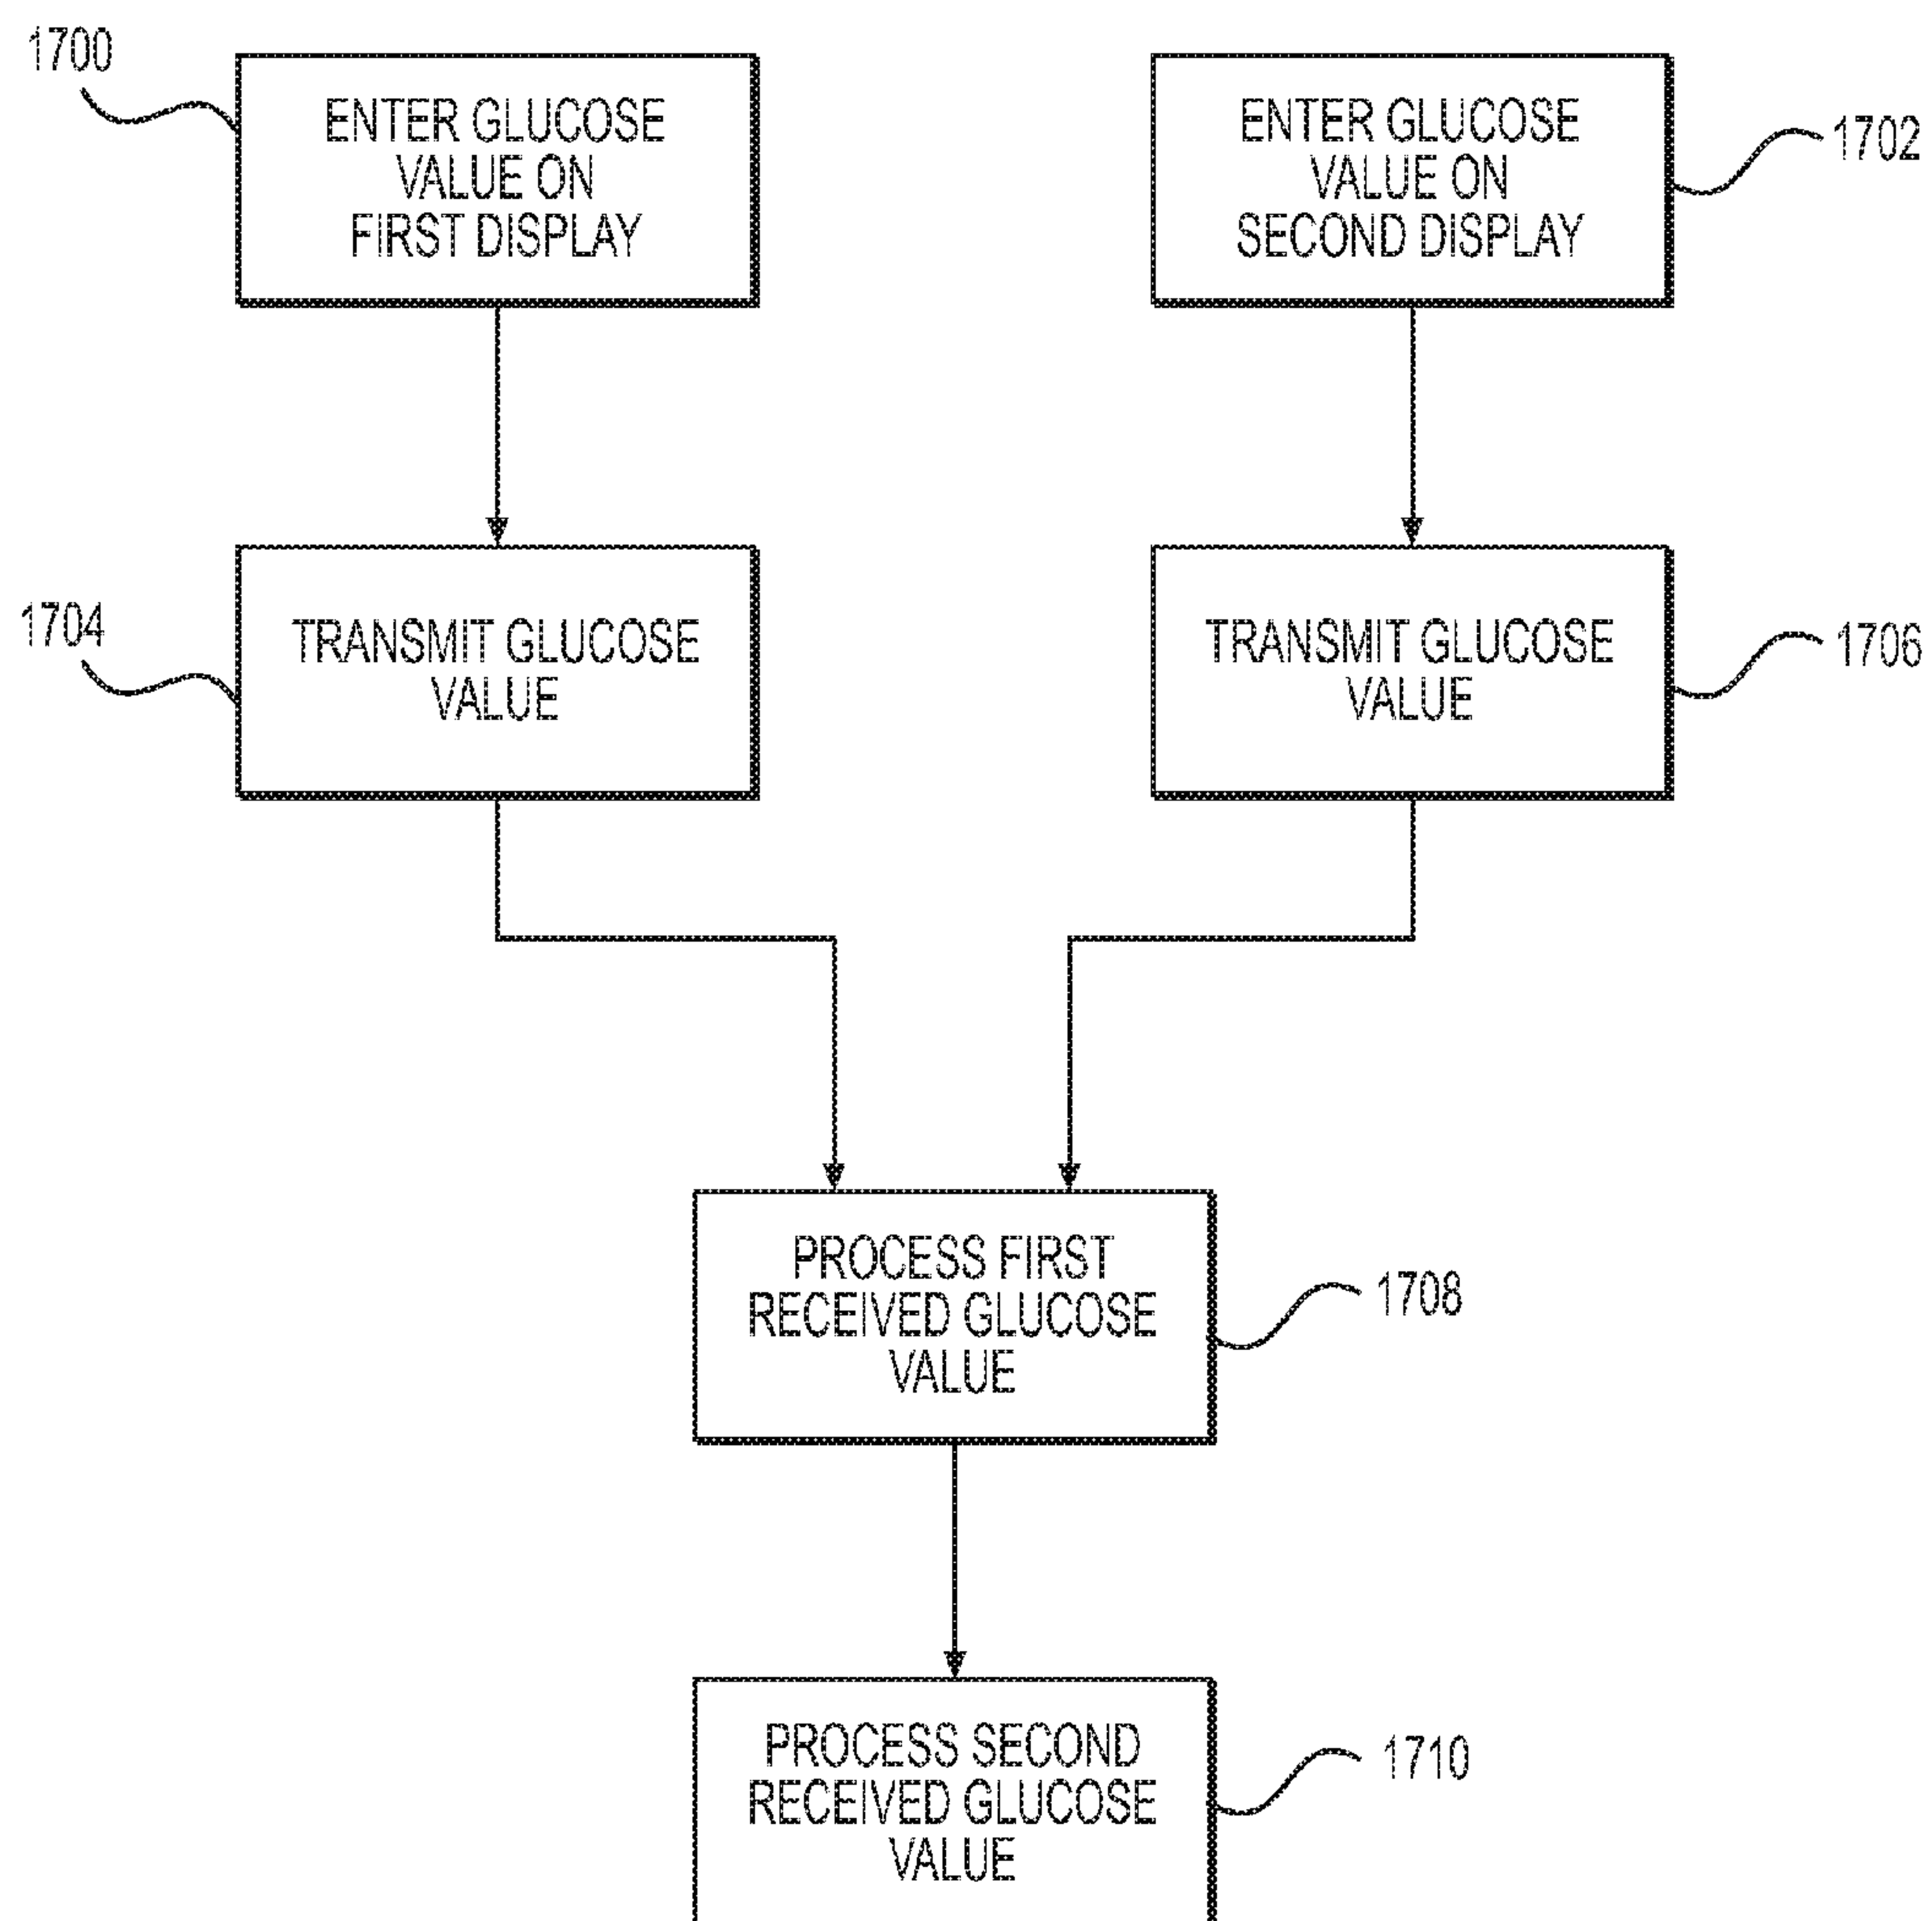 1700
ENTER GLUCOSE
VALUE ON
FIRST DISPLAY
ENTER GLUCOSE
VALUE ON
SECOND DISPLAY
1702
1704
TRANSMIT GLUCOSE
VALUE
TRANSMIT GLUCOSE
VALUE
1706
PROCESS FIRST
RECEIVED GLUCOSE
VALUE
1708
PROCESS SECOND
RECEIVED GLUCOSE
VALUE
1710